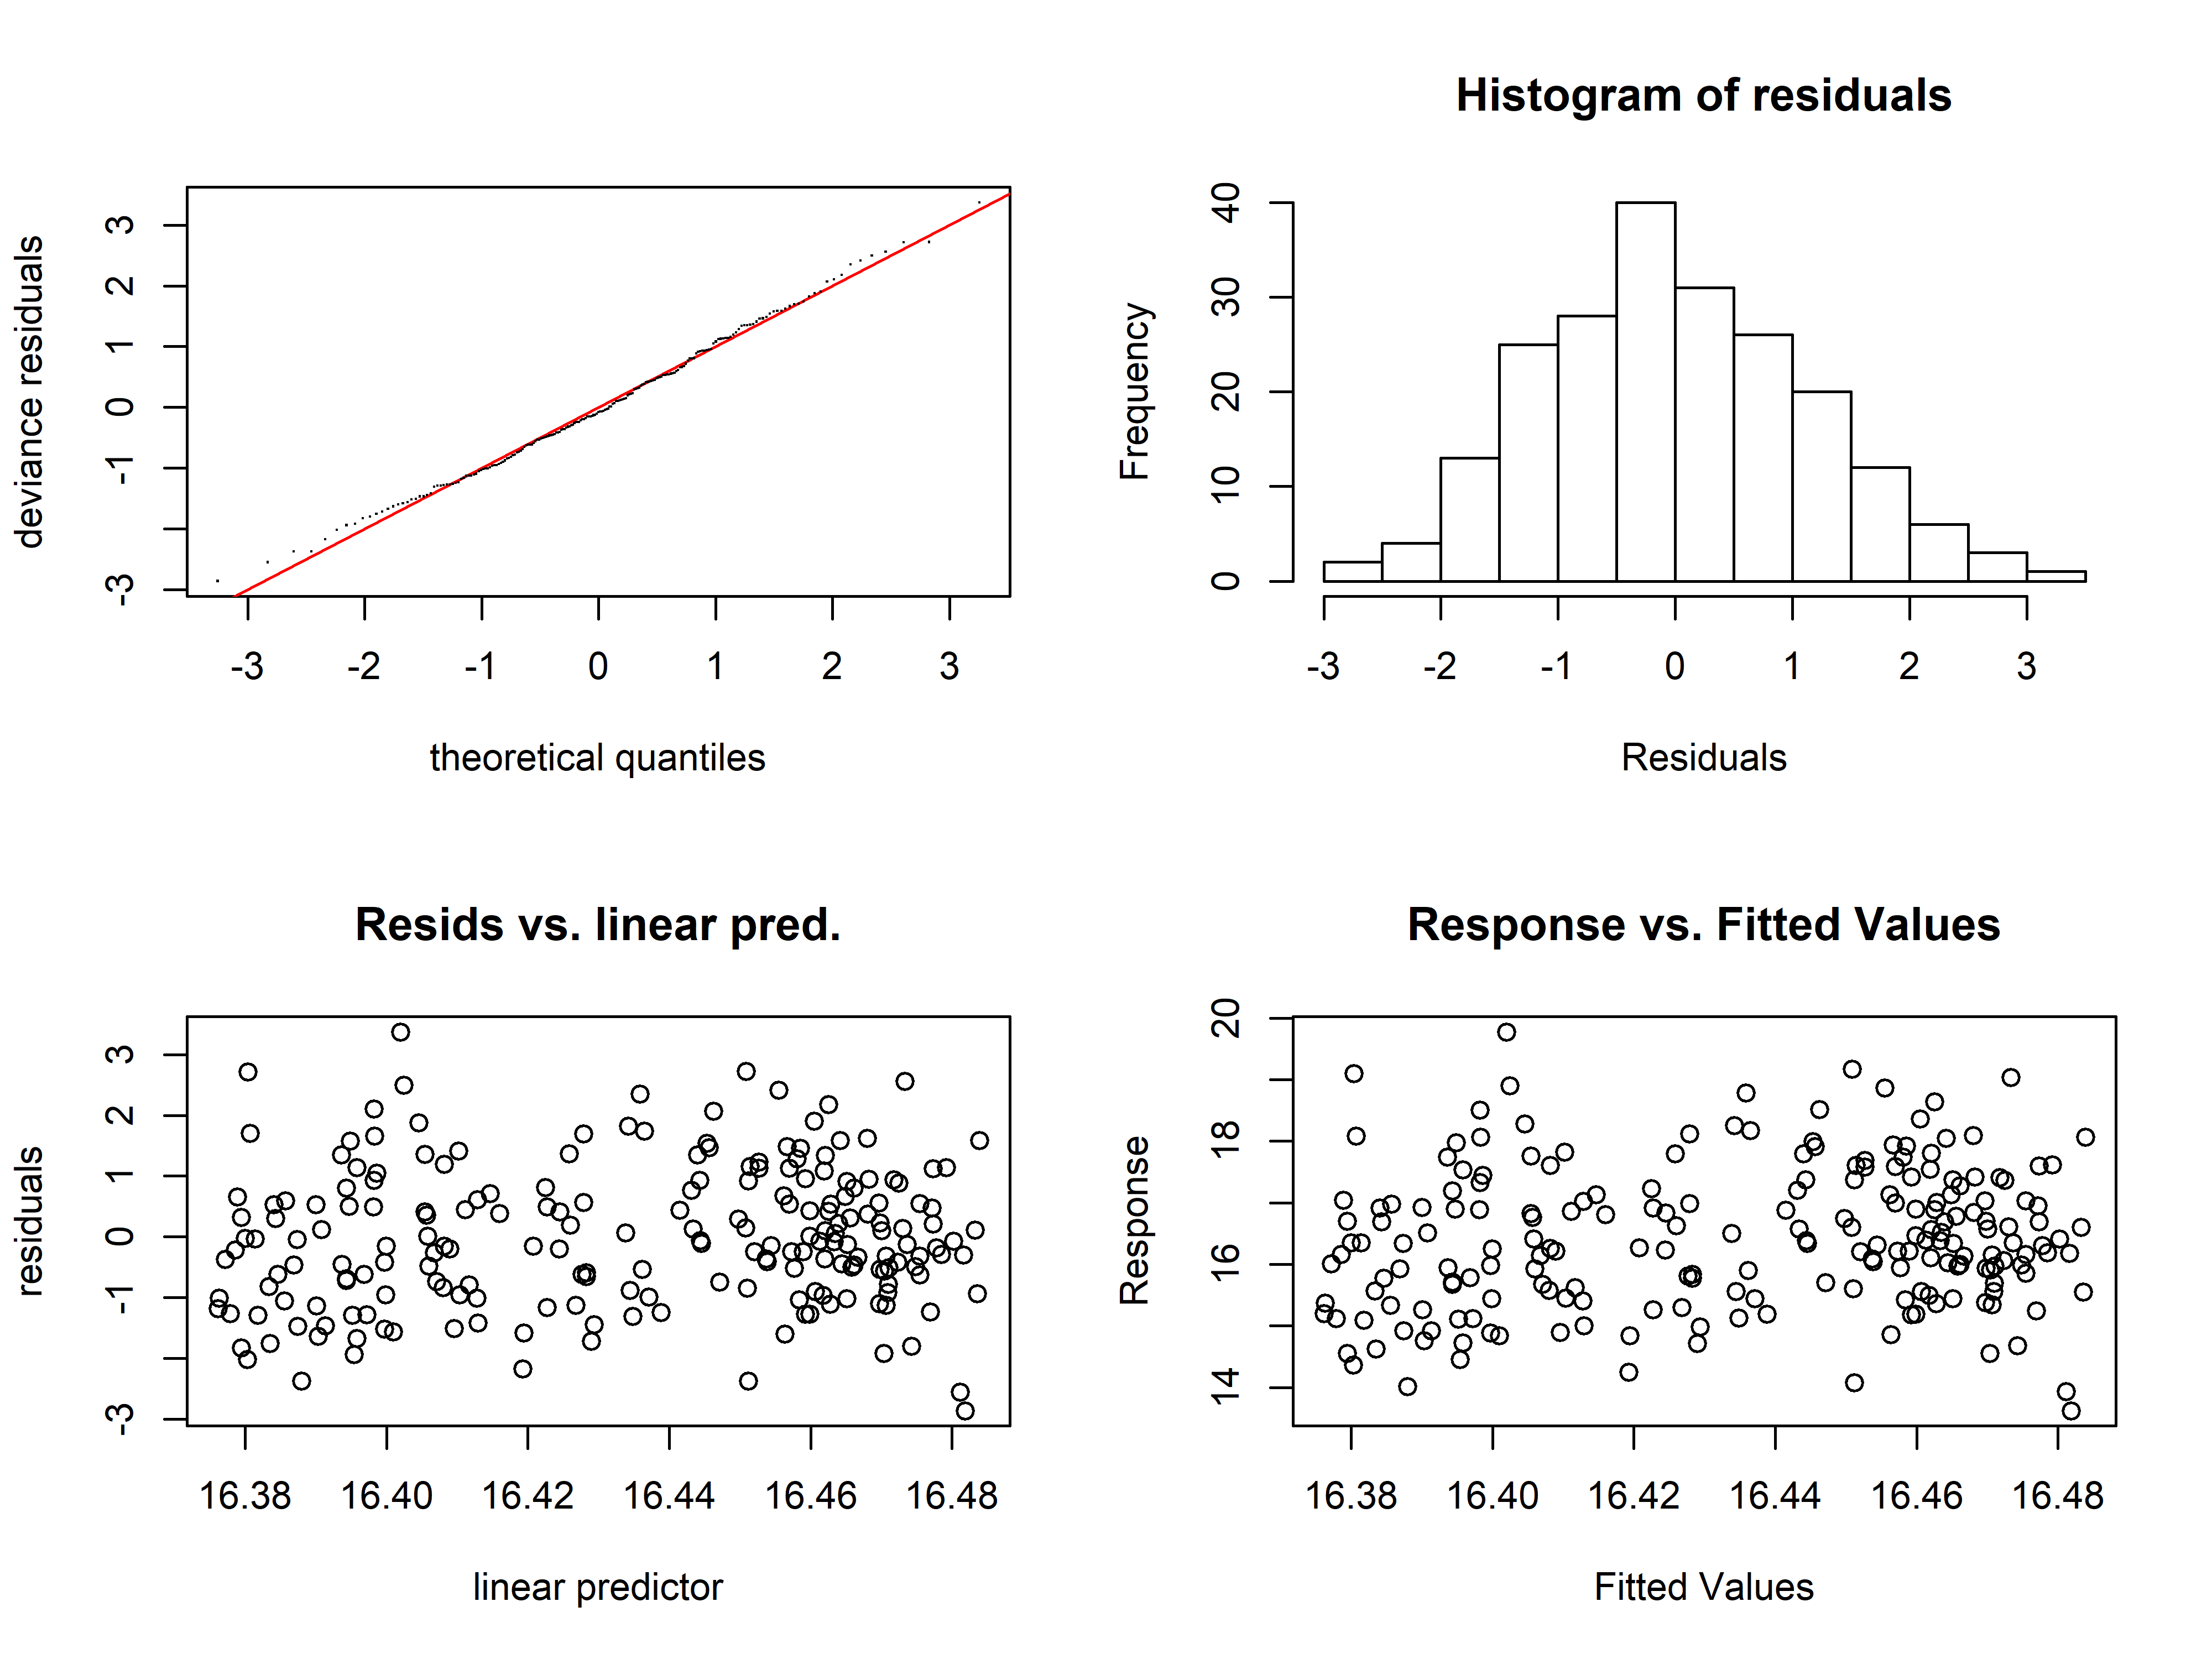 deviance residuals
3
2
1
0
-1
-3
-3 -2 -1 0 1 2 3
theoretical quantiles
Histogram of residuals
Frequency
40
30
20
10
0
-3 -2 -1 0 1 2 3
Residuals
Resids vs. linear pred.
residuals
3
2
1
0
-1
-3
16.38 16.40 16.42 16.44 16.46 16.48
linear predictor
Response vs. Fitted Values
Response
20
18
16
14
16.38 16.40 16.42 16.44 16.46 16.48
Fitted Values